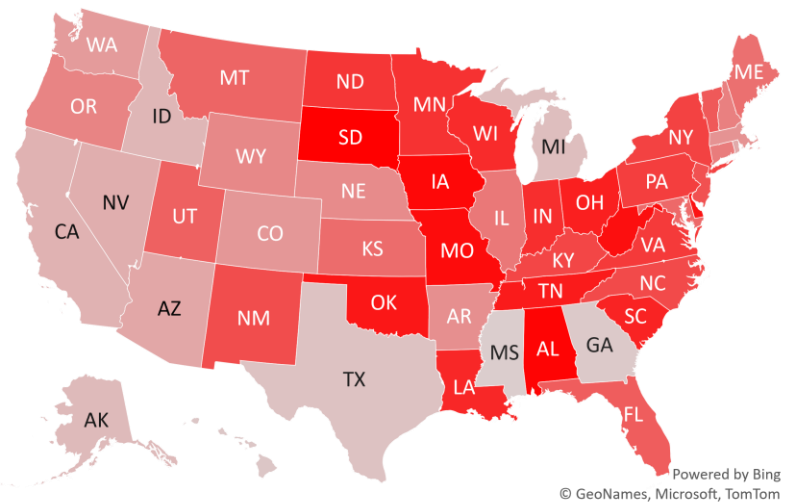 WA
MT
ND
MN
ME
OR
ID
SD
WI
MI
NY
WY
IA
PA
NE
NV
IL
IN
OH
UT
CO
CA
KS
MO
VA
KY
NC
AZ
NM
OK
AR
TN
SC
MS
AL
GA
TX
LA
AK
FL
Powered by Bing
© GeoNames, Microsoft, TomTom